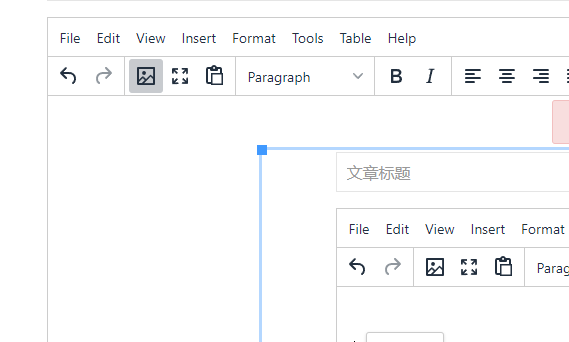 File Edit View Insert Format Tools Table Help
Paragraph B I
文章标题
File Edit View Insert Format
Parag